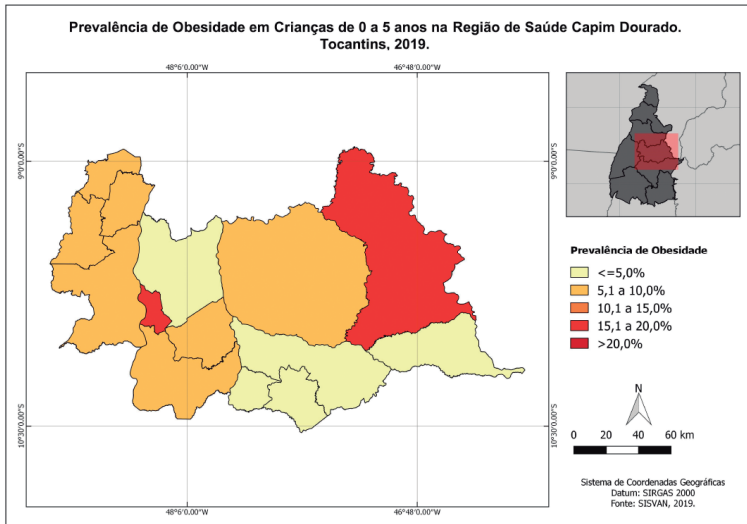 Prevalência de Obesidade em Crianças de 0 a 5 anos na Região de Saúde Capim Dourado.
Tocantins, 2019.
48°6'0.00"W
46°48'0.00"W
9°0'0.00"S
9°0'0.00"S
10°30'0.00"S
10°30'0.00"S
48°6'0.00"W
46°48'0.00"W
Prevalência de Obesidade
<=5,0%
5,1 a 10,0%
10,1 a 15,0%
15,1 a 20,0%
>20,0%
N
0 20 40 60 km
Sistema de Coordenadas Geográficas
Datum: SIRGAS 2000
Fonte: SISVAN, 2019.